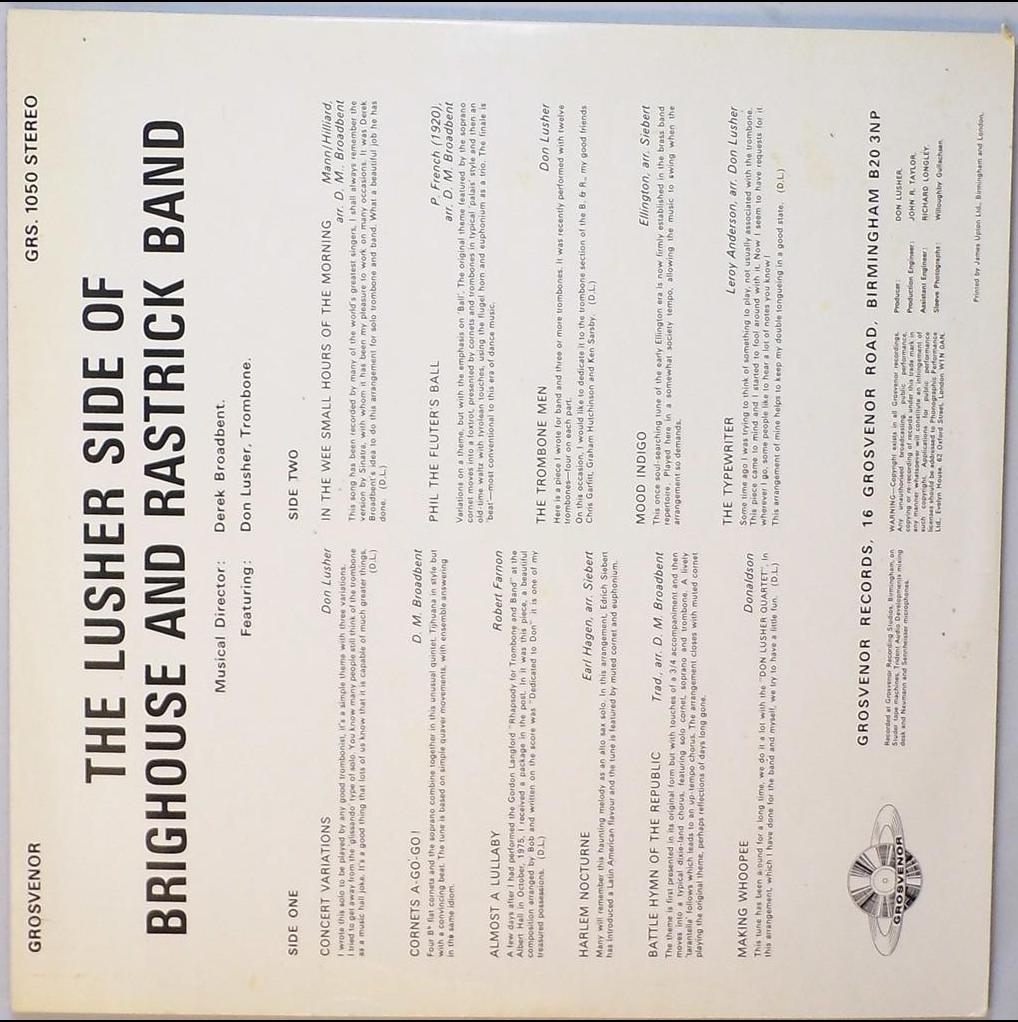 GROSVENOR
GRS. 1050 STEREO
THE LUSHER SIDE OF
BRIGHOUSE AND RASTRICK BAND
Musical Director: Derek Broadbent.
Featuring: Don Lusher, Trombone.
SIDE ONE
CONCERT VARIATIONS Don Lusher
I wrote this solo to be played by any good trombonist, it's a simple theme with three variations.
I tried to get away from the 'glissando' type of solo. You know many people still think of the trombone
as a music hall joke. It's a good thing that lots of us know that it is capable of much greater things.
(D.L.)
CORNETS A-GO-GO! D. M. Broadbent
Four Bb flat cornets and the soprano combine together in this unusual quintet, Tijhuana in style but
with a convincing beat. The tune is based on simple quaver movements, with ensemble answering
in the same idiom.
ALMOST A LULLABY Robert Farnon
A few days after I had performed the Gordon Langford "Rhapsody for Trombone and Band" at the
Albert Hall in October, 1975, I received a package in the post. In it was this piece, a beautiful
composition arranged by Bob and written on the score was "Dedicated to Don" it is one of my
treasured possessions. (D.L.)
HARLEM NOCTURNE Earl Hagen, arr. Siebert
Many will remember this haunting melody as an alto sax solo. In this arrangement, Edrich Siebert
has introduced a Latin American flavour and the tune is featured by muted cornet and euphonium.
BATTLE HYMN OF THE REPUBLIC Trad., arr. D. M. Broadbent
The theme is first presented in its original form but with touches of a 3/4 accompaniment and then
moves into a typical dixie-land chorus, featuring solo cornet, soprano and trombone. A lively
tarantella follows which leads to an up-tempo chorus. The arrangement closes with muted cornet
playing the original theme, perhaps reflections of days long gone.
MAKING WHOOPEE Donaldson
This tune has been around for a long time, we do it a lot with the "DON LUSHER QUARTET". In
this arrangement, which I have done for the band and myself, we try to have a little fun. (D.L.)
SIDE TWO
IN THE WEE SMALL HOURS OF THE MORNING Mann/Hilliard,
arr. D. M. Broadbent
This song has been recorded by many of the world's greatest singers, I shall always remember the
version by Sinatra, with whom it has been my pleasure to work on many occasions. It was Derek
Broadbent's idea to do this arrangement for solo trombone and band. What a beautiful job he has
done. (D.L.)
PHIL THE FLUTER'S BALL P. French (1920),
arr. D. M. Broadbent
Variations on a theme, but with the emphasis on 'Ball'. The original theme featured by the soprano
cornet moves into a foxtrot, presented by cornets and trombones in typical 'palais' style and then an
old-time waltz with tyrolean touches, using the flugel horn and euphonium as a trio. The finale is
'beat'—most conventional to this era of dance music.
THE TROMBONE MEN Don Lusher
Here is a piece I wrote for band and three or more trombones. It was recently performed with twelve
trombones—four on each part.
On this occasion, I would like to dedicate it to the trombone section of the B. & R., my good friends
Chris Garfitt, Graham Hutchinson and Ken Sansby. (D.L.)
MOOD INDIGO Ellington, arr. Siebert
This once soul-searching tune of the early Ellington era is now firmly established in the brass band
repertoire. Played here in a somewhat society tempo, allowing the music to swing when the
arrangement so demands.
THE TYPEWRITER Leroy Anderson, arr. Don Lusher
Some time ago I was trying to think of something to play, not usually associated with the trombone.
This piece came to mind and I started to fool around with it. Now I seem to have requests for it
wherever I go, some people like to hear a lot of notes you know!
This arrangement of mine helps to keep my double tongueing in a good state. (D.L.)
GROSVENOR
GROSVENOR RECORDS, 16 GROSVENOR ROAD, BIRMINGHAM B20 3NP
Recorded at Grosvenor Recording Studios, Birmingham, on
Studer tape machines, Trident Audio Developments mixing
desk and Naumann and Sennheisser microphones.
WARNING—Copyright exists in all Grosvenor recordings.
Any unauthorised broadcasting, public performance,
copying or re-recording of records under this trade mark in
any manner whatsoever will constitute an infringement of
such copyright. Applications for public performance
licenses should be addressed to Phonographic Performance
Ltd., Evelyn House, 62 Oxford Street, London W1N 0AN.
Producer: DON LUSHER.
Production Engineer: JOHN R. TAYLOR.
Assistant Engineer: RICHARD LONGLEY.
Sleeve Photographs: Willoughby Gullachsen.
Printed by James Upton Ltd., Birmingham and London.